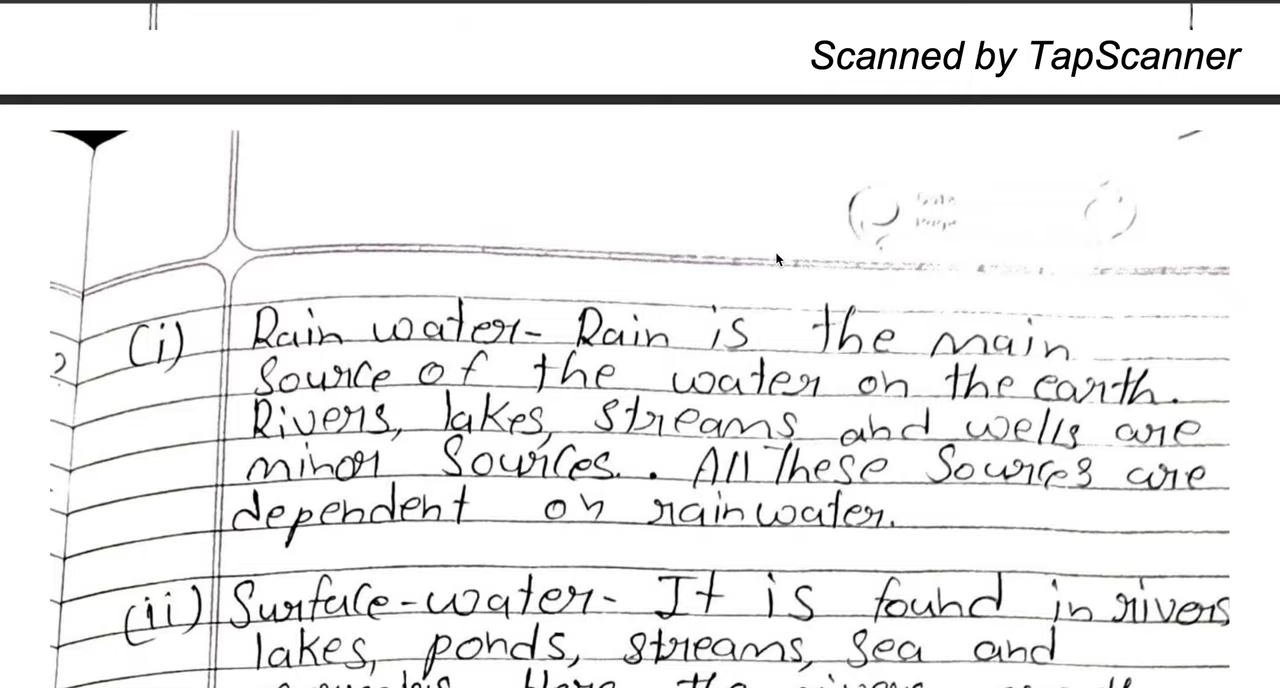 Scanned by TapScanner
(i) Rain water- Rain is the main
Source of the water on the earth.
Rivers, lakes, streams and wells are
minor Sources. . All These Sources are
dependent on rainwater.
(ii) Surface-water- It is found in rivers
lakes, ponds, streams, sea and